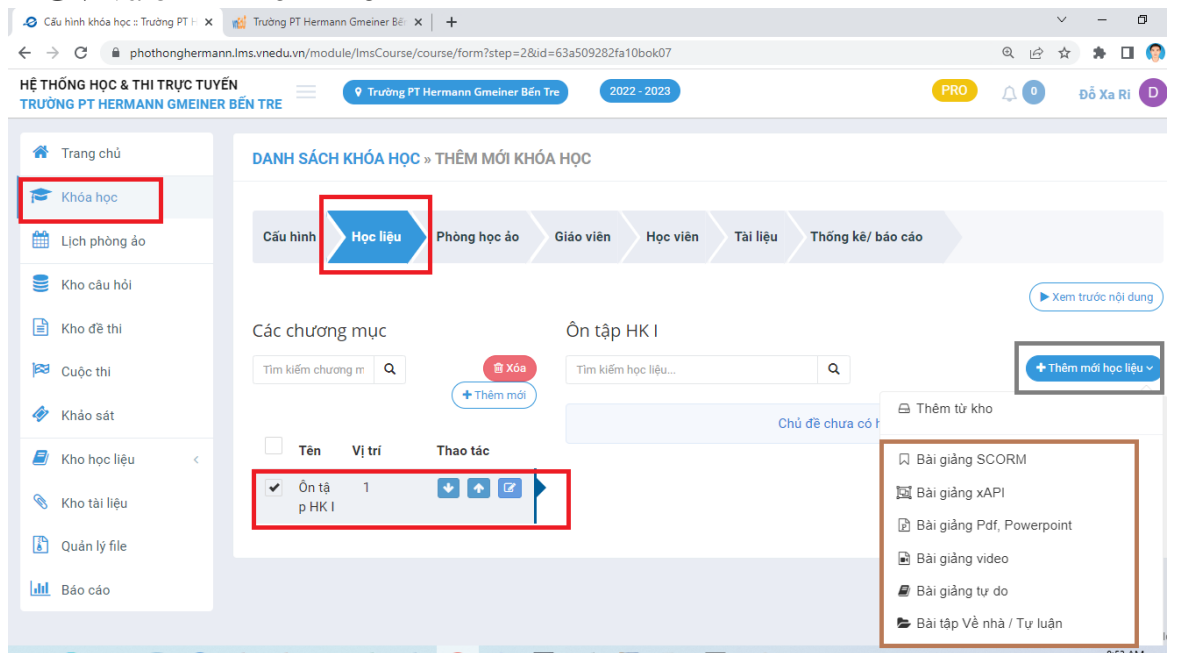 Cấu hình khóa học :: Trường PT H
Trường PT Hermann Gmeiner Bế
phothonghermann.lms.vnedu.vn/module/lmsCourse/course/form?step=2&id=63a509282fa10bok07
HỆ THỐNG HỌC & THI TRỰC TUYẾN
TRƯỜNG PT HERMANN GMEINER BẾN TRE
Trường PT Hermann Gmeiner Bến Tre
2022 - 2023
PRO
0
Đỗ Xa Ri
D
Trang chủ
Khóa học
Lịch phòng ảo
Kho câu hỏi
Kho đề thi
Cuộc thi
Khảo sát
Kho học liệu
Kho tài liệu
Quản lý file
Báo cáo
DANH SÁCH KHÓA HỌC » THÊM MỚI KHÓA HỌC
Cấu hình
Học liệu
Phòng học ảo
Giáo viên
Học viên
Tài liệu
Thống kê/ báo cáo
Xem trước nội dung
Các chương mục
Tìm kiếm chương m
Xóa
+ Thêm mới
Tên Vị trí Thao tác
Ôn tậ 1
p HK I
Ôn tập HK I
Tìm kiếm học liệu...
+ Thêm mới học liệu
Chủ đề chưa có
Thêm từ kho
Bài giảng SCORM
Bài giảng xAPI
Bài giảng Pdf, Powerpoint
Bài giảng video
Bài giảng tự do
Bài tập Về nhà / Tự luận